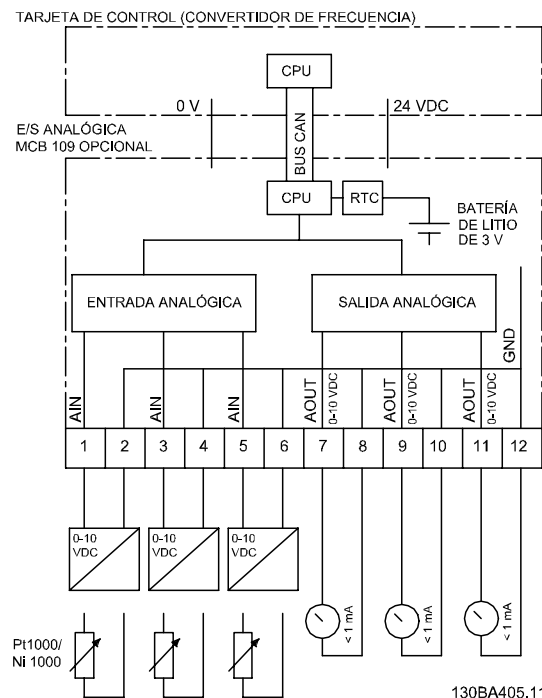 TARJETA DE CONTROL (CONVERTIDOR DE FRECUENCIA)
CPU
0 V
24 VDC
E/S ANALÓGICA
MCB 109 OPCIONAL
BUS CAN
CPU
RTC
BATERÍA
DE LITIO
DE 3 V
ENTRADA ANALÓGICA
SALIDA ANALÓGICA
GND
AIN
AIN
AIN
AOUT
0-10 VDC
AOUT
0-10 VDC
AOUT
0-10 VDC
1 2 3 4 5 6 7 8 9 10 11 12
0-10
VDC
0-10
VDC
0-10
VDC
< 1 mA
< 1 mA
< 1 mA
Pt1000/
Ni 1000
130BA405.11